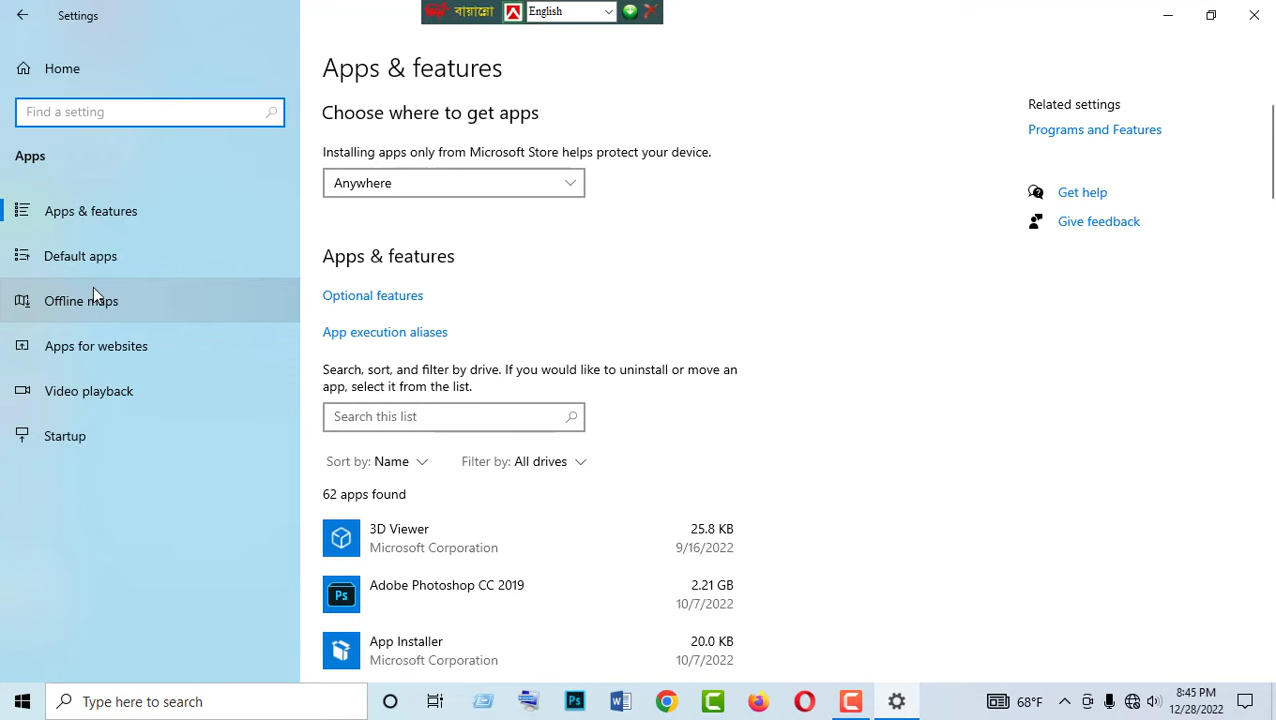 Settings
বায়ান্নো
English
Home
Find a setting
Apps
Apps & features
Default apps
Offline maps
Apps for websites
Video playback
Startup
Apps & features
Choose where to get apps
Installing apps only from Microsoft Store helps protect your device.
Anywhere
Apps & features
Optional features
App execution aliases
Search, sort, and filter by drive. If you would like to uninstall or move an
app, select it from the list.
Search this list
Sort by: Name
Filter by: All drives
62 apps found
3D Viewer
25.8 KB
Microsoft Corporation
9/16/2022
Ps
Adobe Photoshop CC 2019
2.21 GB
10/7/2022
App Installer
20.0 KB
Microsoft Corporation
10/7/2022
Related settings
Programs and Features
Get help
Give feedback
Type here to search
Ps
68°F
8:45 PM
12/28/2022